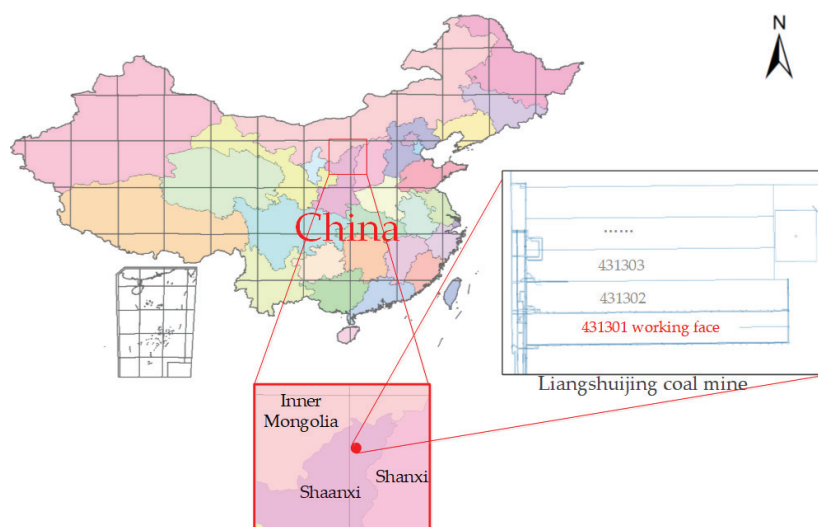 N
China
······
431303
431302
431301 working face
Liangshuijing coal mine
Inner
Mongolia
Shanxi
Shaanxi